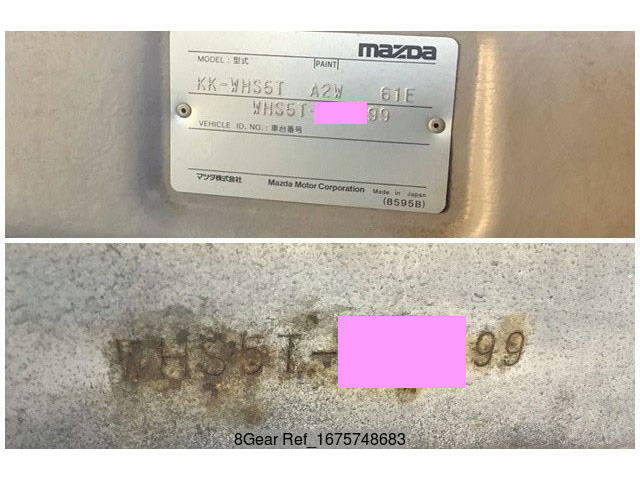 mazda
MODEL : 型式 PAINT
KK-WHS5T A2W 61E
WHS5T- 99
VEHICLE ID. NO. : 車台番号
マツダ株式会社 Mazda Motor Corporation Made in Japan
(8595B)
WHS5T- 99
8Gear Ref_1675748683